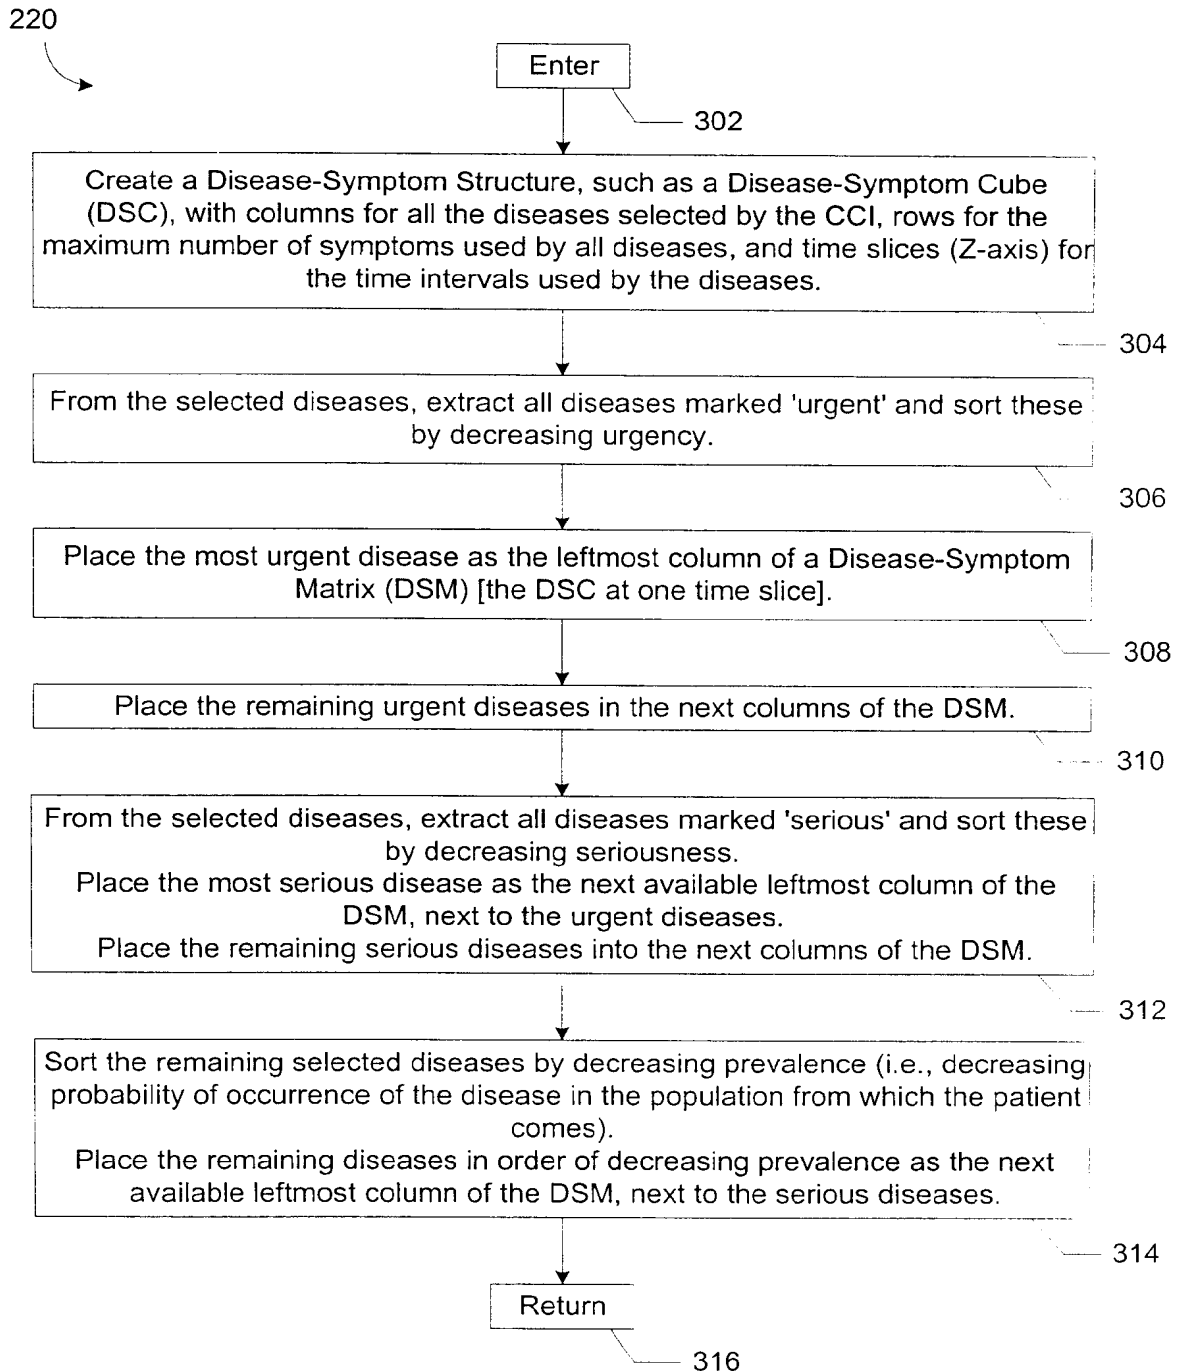 220
Enter
302
Create a Disease-Symptom Structure, such as a Disease-Symptom Cube
(DSC), with columns for all the diseases selected by the CCI, rows for the
maximum number of symptoms used by all diseases, and time slices (Z-axis) for
the time intervals used by the diseases.
304
From the selected diseases, extract all diseases marked 'urgent' and sort these
by decreasing urgency.
306
Place the most urgent disease as the leftmost column of a Disease-Symptom
Matrix (DSM) [the DSC at one time slice].
308
Place the remaining urgent diseases in the next columns of the DSM.
310
From the selected diseases, extract all diseases marked 'serious' and sort these
by decreasing seriousness.
Place the most serious disease as the next available leftmost column of the
DSM, next to the urgent diseases.
Place the remaining serious diseases into the next columns of the DSM.
312
Sort the remaining selected diseases by decreasing prevalence (i.e., decreasing
probability of occurrence of the disease in the population from which the patient
comes).
Place the remaining diseases in order of decreasing prevalence as the next
available leftmost column of the DSM, next to the serious diseases.
314
Return
316